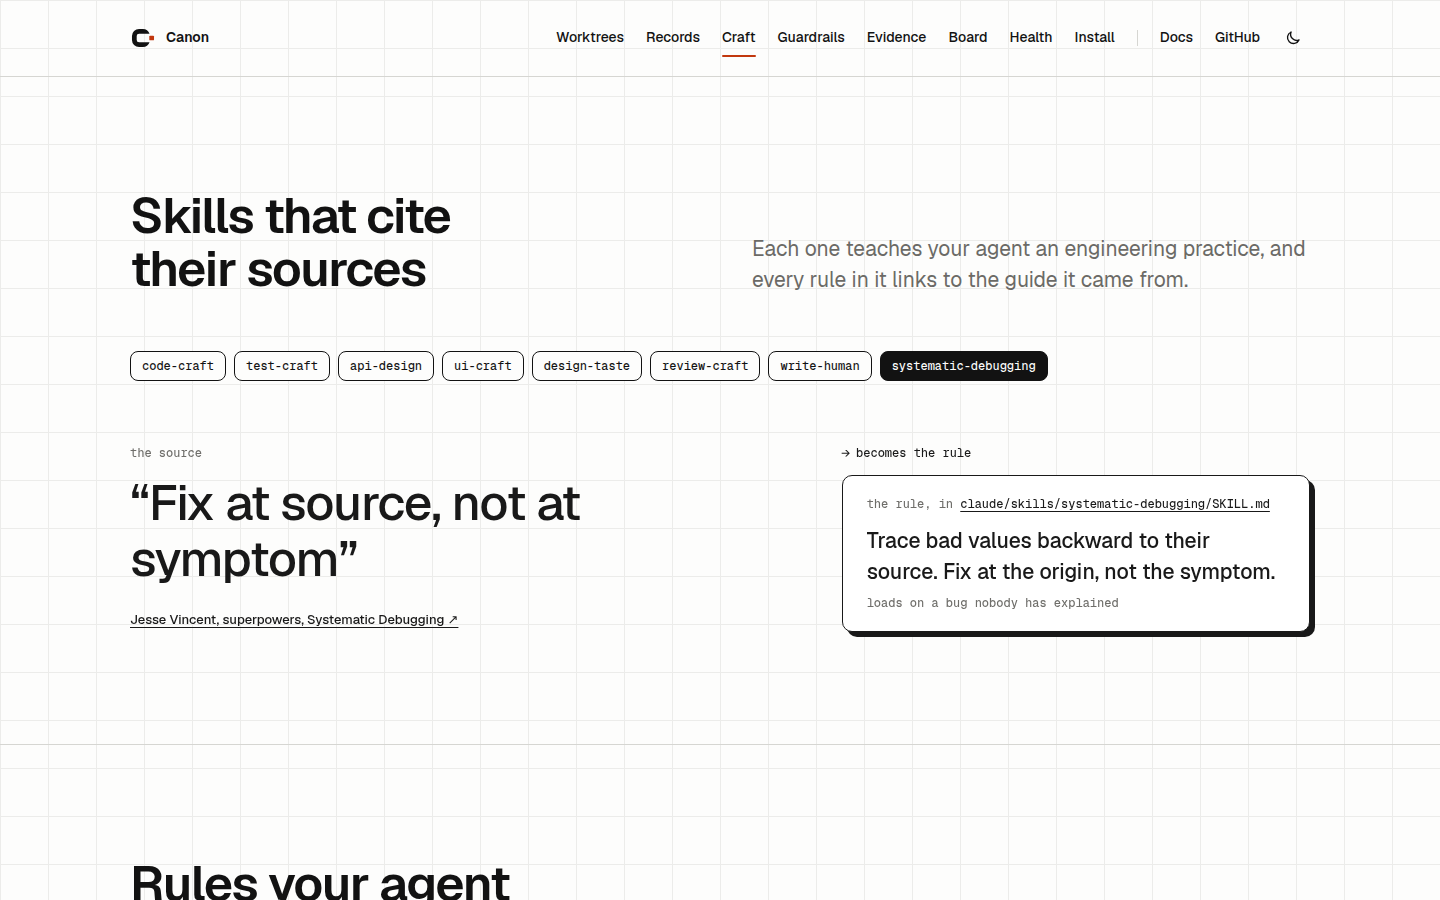 Canon
Worktrees Records Craft Guardrails Evidence Board Health Install Docs GitHub
Skills that cite
their sources
Each one teaches your agent an engineering practice, and
every rule in it links to the guide it came from.
code-craft test-craft api-design ui-craft design-taste review-craft write-human systematic-debugging
the source
“Fix at source, not at
symptom”
Jesse Vincent, superpowers, Systematic Debugging ↗
→ becomes the rule
the rule, in claude/skills/systematic-debugging/SKILL.md
Trace bad values backward to their
source. Fix at the origin, not the symptom.
loads on a bug nobody has explained
Rules your agent